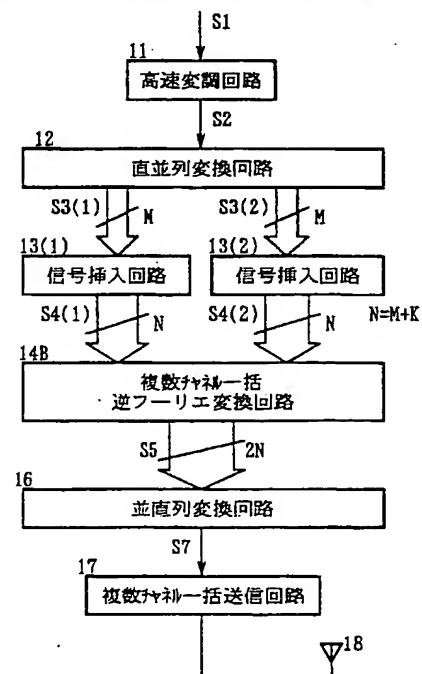 S1
11
高速変調回路
S2
12
直並列変換回路
S3(1) M S3(2) M
13(1) 13(2)
信号挿入回路 信号挿入回路
S4(1) N S4(2) N N=M+K
14B
複数チャネル一括
逆フーリエ変換回路
S5 2N
16
並直列変換回路
S7
17
複数チャネル一括送信回路
18